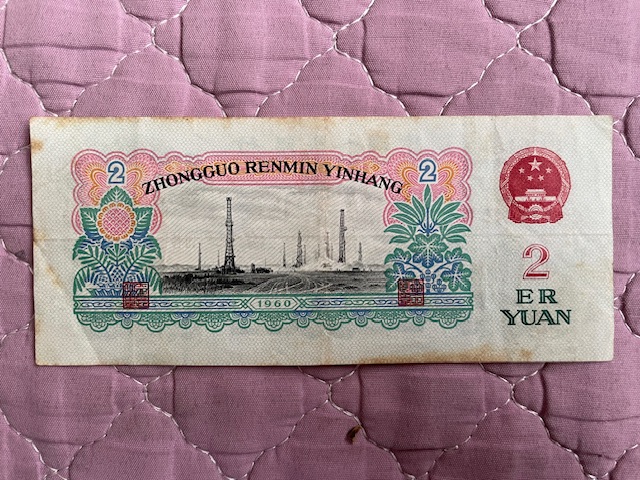 2 ZHONGGUO RENMIN YINHANG 2
1960
2
ER
YUAN